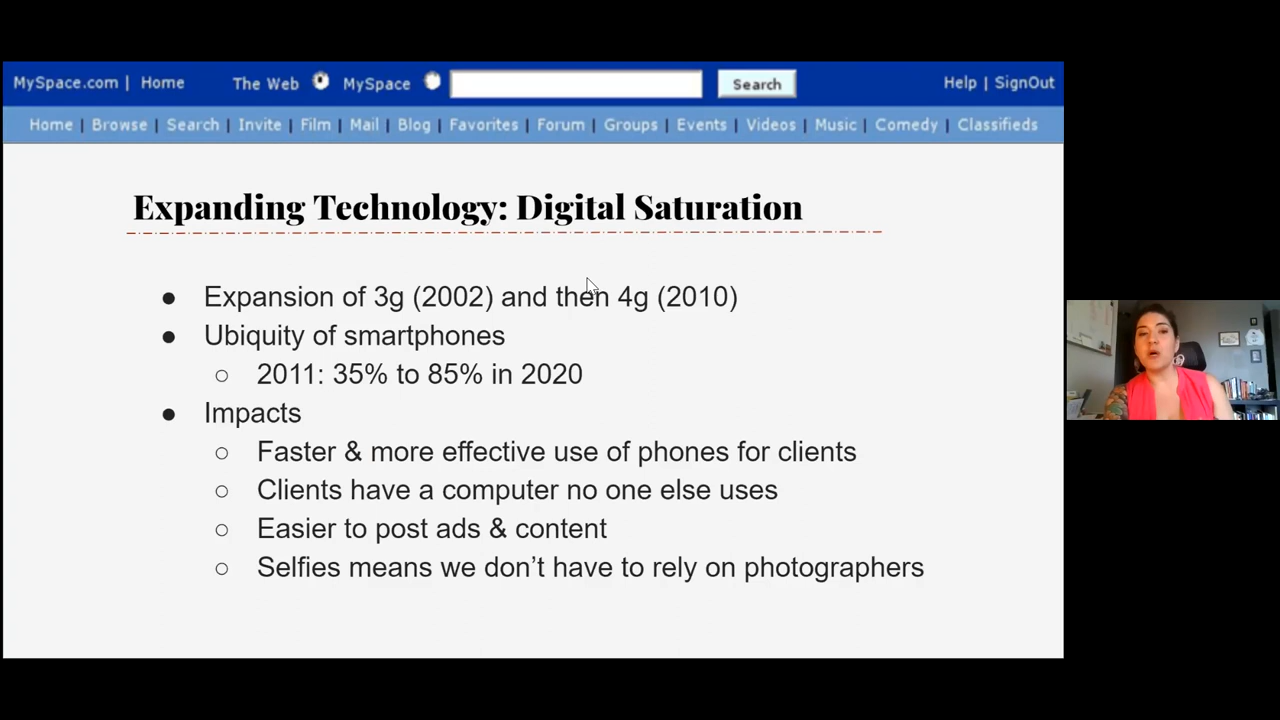 MySpace.com | Home The Web MySpace Search Help | SignOut
Home | Browse | Search | Invite | Film | Mail | Blog | Favorites | Forum | Groups | Events | Videos | Music | Comedy | Classifieds
Expanding Technology: Digital Saturation
● Expansion of 3g (2002) and then 4g (2010)
● Ubiquity of smartphones
○ 2011: 35% to 85% in 2020
● Impacts
○ Faster & more effective use of phones for clients
○ Clients have a computer no one else uses
○ Easier to post ads & content
○ Selfies means we don’t have to rely on photographers